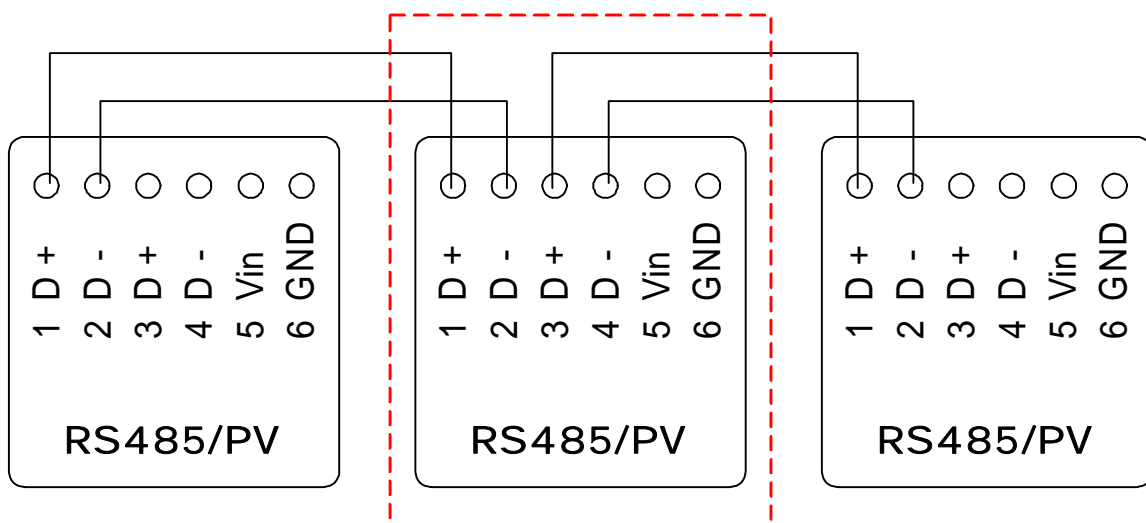 1 D+
2 D-
3 D+
4 D-
5 Vin
6 GND
RS485/PV
1 D+
2 D-
3 D+
4 D-
5 Vin
6 GND
RS485/PV
1 D+
2 D-
3 D+
4 D-
5 Vin
6 GND
RS485/PV